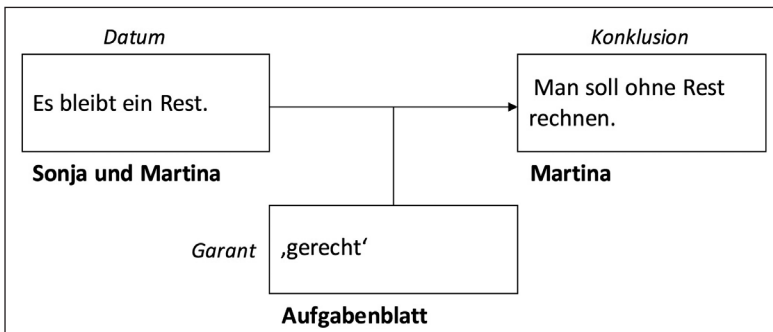 Datum
Konklusion
Es bleibt ein Rest.
Man soll ohne Rest
rechnen.
Sonja und Martina
Martina
Garant
‚gerecht‘
Aufgabenblatt